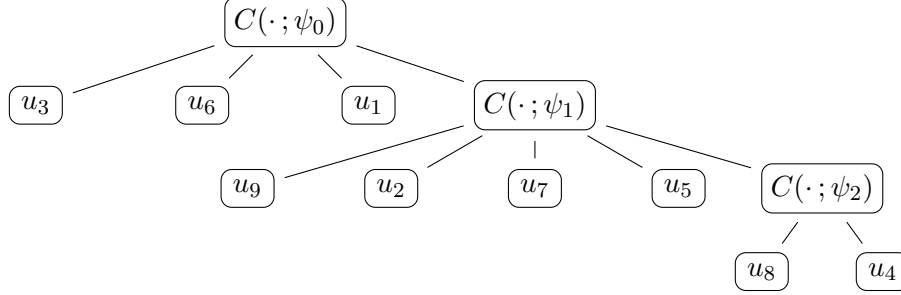 C(· ; ψ₀)
u₃ u₆ u₁ C(· ; ψ₁)
u₉ u₂ u₇ u₅ C(· ; ψ₂)
u₈ u₄